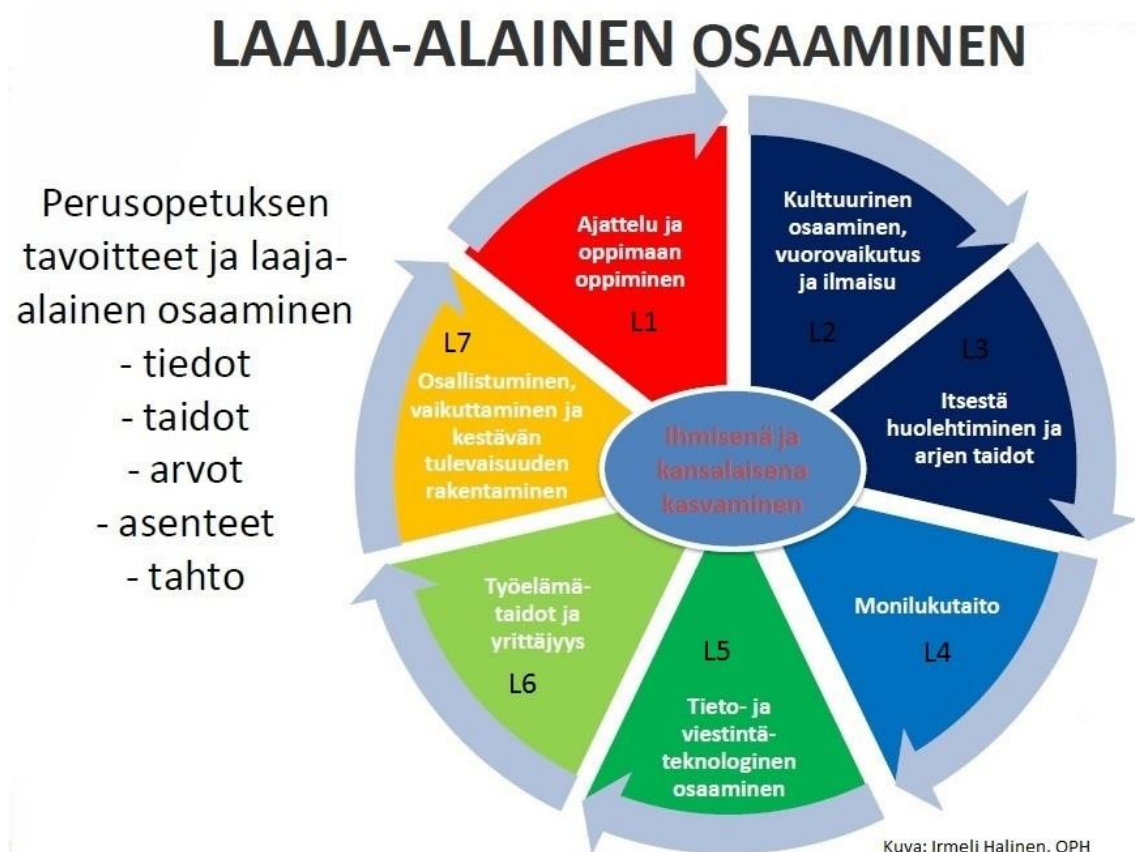 LAAJA-ALAINEN OSAAMINEN
Perusopetuksen
tavoitteet ja laaja-
alainen osaaminen
- tiedot
- taidot
- arvot
- asenteet
- tahto
Ajattelu ja
oppimaan
oppiminen
L1
Kulttuurinen
osaaminen,
vuorovaikutus
ja ilmaisu
L2
L3
Itsestä
huolehtiminen ja
arjen taidot
Monilukutaito
L4
L5
Tieto- ja
viestintä-
teknologinen
osaaminen
Työelämä-
taidot ja
yrittäjyys
L6
L7
Osallistuminen,
vaikuttaminen ja
kestävän
tulevaisuuden
rakentaminen
Ihmisenä ja
kansalaisena
kasvaminen
Kuva: Irmeli Halinen, OPH